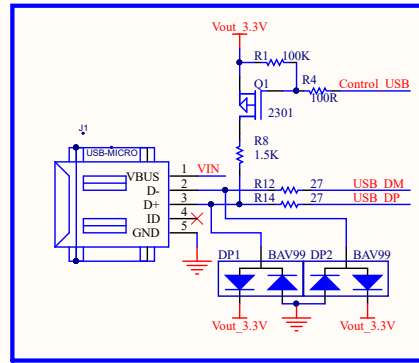 Vout_3.3V
R1 100K
Q1
R4
Control_USB
100R
2301
J1
USB-MICRO
R8
1.5K
VBUS 1 VIN
D- 2 R12 27 USB_DM
D+ 3 R14 27 USB_DP
ID 4
GND 5
DP1 BAV99 DP2 BAV99
Vout_3.3V Vout_3.3V